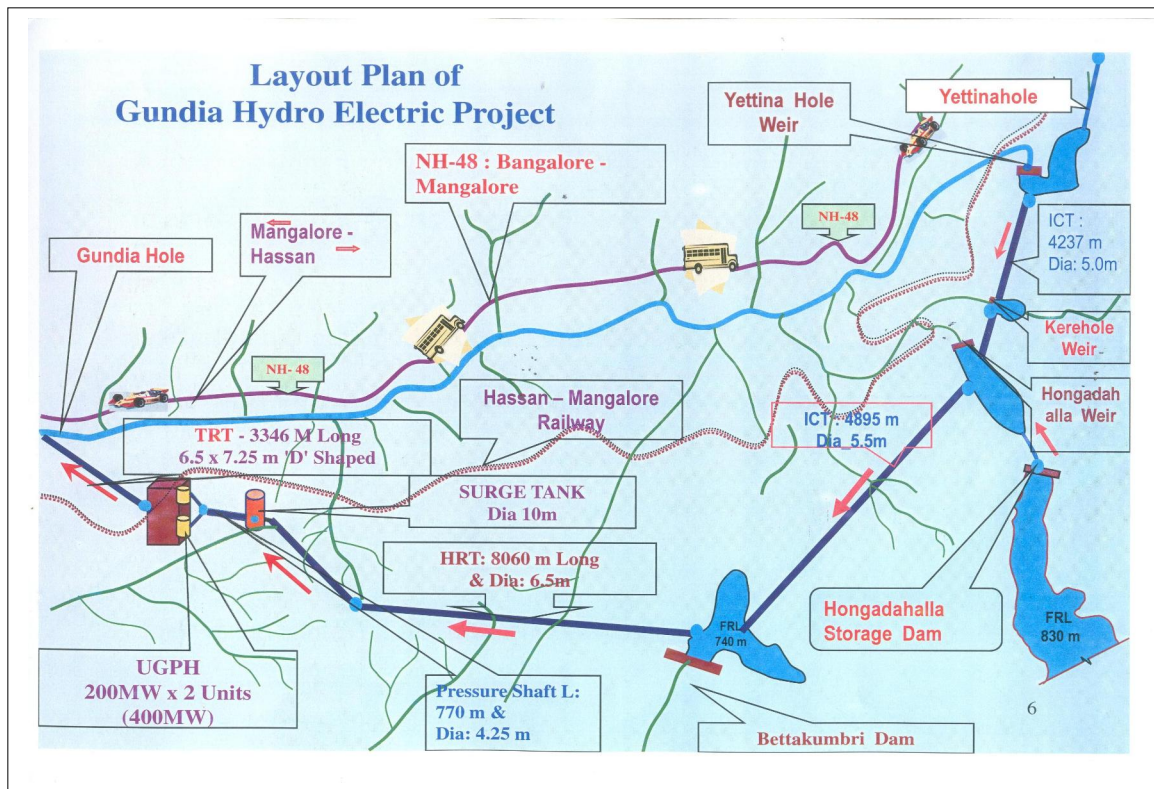 Layout Plan of
Gundia Hydro Electric Project
Yettina Hole
Weir
Yettinahole
NH-48 : Bangalore -
Mangalore
Mangalore -
Hassan
Gundia Hole
NH-48
ICT :
4237 m
Dia: 5.0m
Kerehole
Weir
NH- 48
Hassan – Mangalore
Railway
Hongadah
alla Weir
ICT : 4895 m
Dia_5.5m
TRT - 3346 M Long
6.5 x 7.25 m 'D' Shaped
SURGE TANK
Dia 10m
HRT: 8060 m Long
& Dia: 6.5m
Hongadahalla
Storage Dam
FRL
740 m
FRL
830 m
UGPH
200MW x 2 Units
(400MW)
Pressure Shaft L:
770 m &
Dia: 4.25 m
Bettakumbri Dam
6